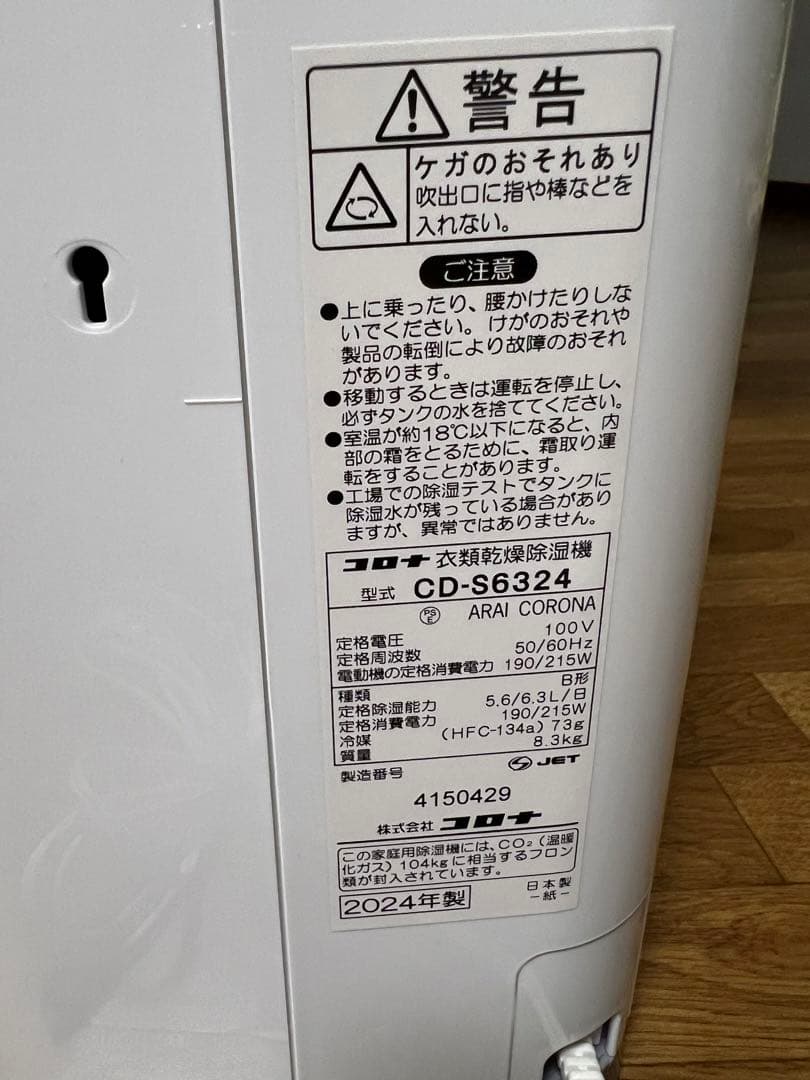 警告
ケガのおそれあり
吹出口に指や棒などを
入れない。
ご注意
●上に乗ったり、腰かけたりしな
いでください。けがのおそれや
製品の転倒により故障のおそれ
があります。
●移動するときは運転を停止し、
必ずタンクの水を捨ててください。
●室温が約18℃以下になると、内
部の霜をとるために、霜取り運
転をすることがあります。
●工場での除湿テストでタンクに
除湿水が残っている場合があり
ますが、異常ではありません。
コロナ 衣類乾燥除湿機
型式 CD-S6324
PSE ARAI CORONA
定格電圧 100V
定格周波数 50/60Hz
電動機の定格消費電力 190/215W
種類 B形
定格除湿能力 5.6/6.3L/日
定格消費電力 190/215W
冷媒 (HFC-134a) 73g
質量 8.3kg
JET
製造番号
4150429
株式会社 コロナ
この家庭用除湿機には、CO₂(温暖
化ガス)104kgに相当するフロン
類が封入されています。
2024年製
日本製
-紙-